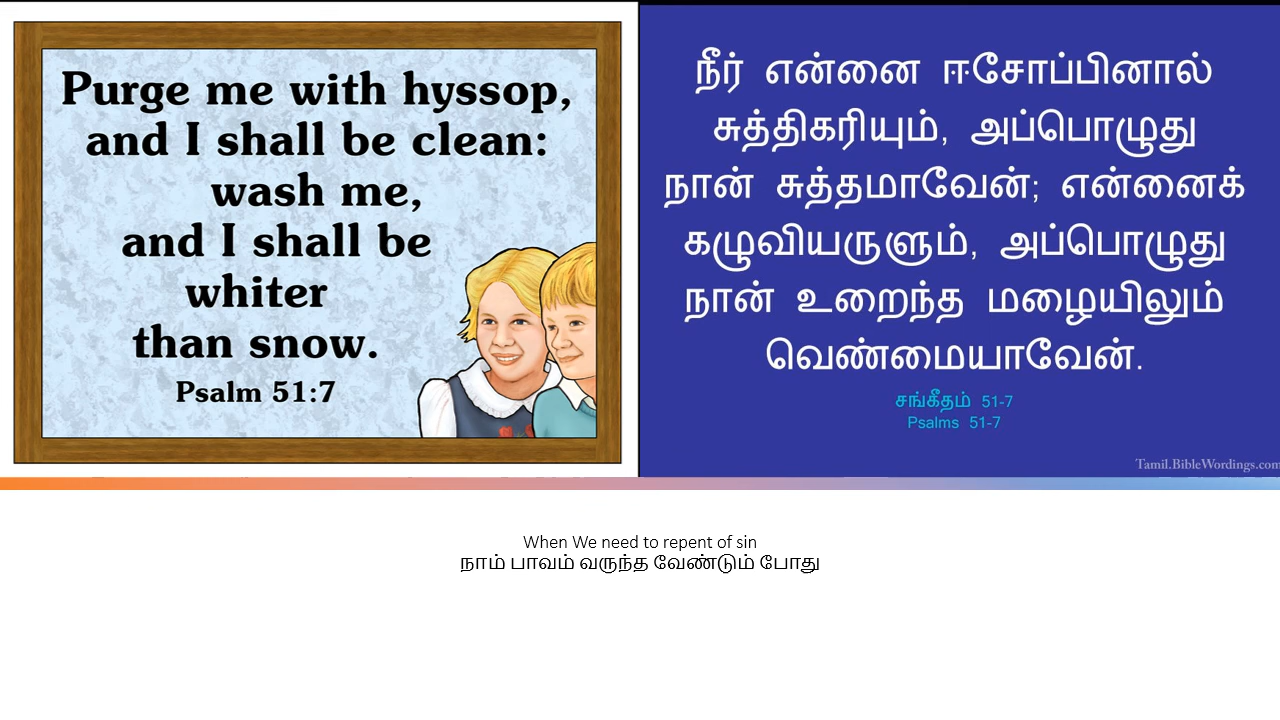 Purge me with hyssop,
and I shall be clean:
wash me,
and I shall be
whiter
than snow.
Psalm 51:7
நீர் என்னை ஈசோப்பினால்
சுத்திகரியும், அப்பொழுது
நான் சுத்தமாவேன்; என்னைக்
கழுவியருளும், அப்பொழுது
நான் உறைந்த மழையிலும்
வெண்மையாவேன்.
சங்கீதம் 51-7
Psalms 51-7
Tamil.BibleWordings.com
When We need to repent of sin
நாம் பாவம் வருந்த வேண்டும் போது